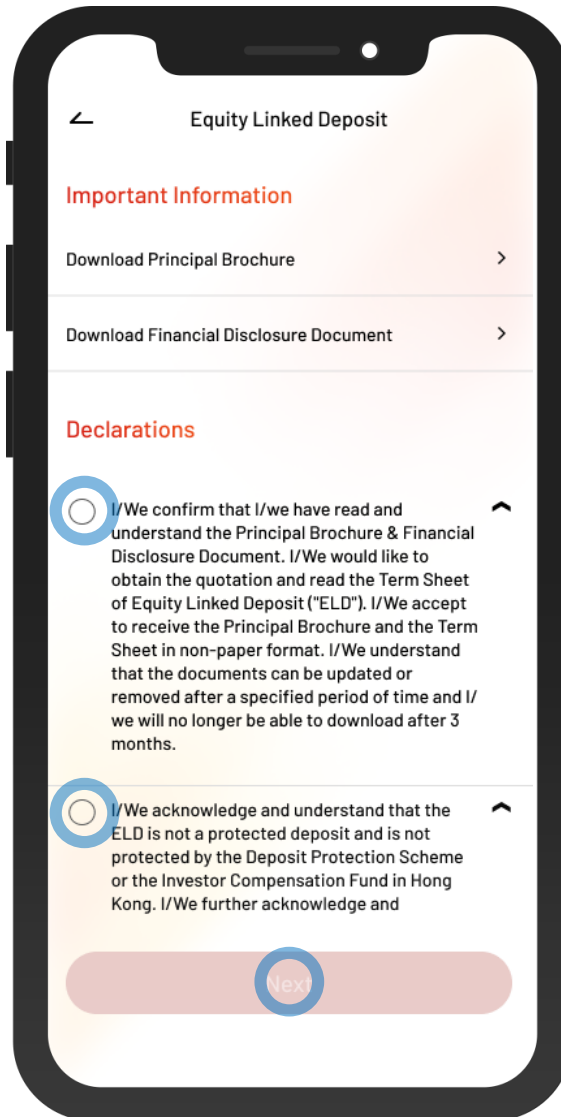 Equity Linked Deposit
Important Information
Download Principal Brochure
Download Financial Disclosure Document
Declarations
I/We confirm that I/we have read and
understand the Principal Brochure & Financial
Disclosure Document. I/We would like to
obtain the quotation and read the Term Sheet
of Equity Linked Deposit ("ELD"). I/We accept
to receive the Principal Brochure and the Term
Sheet in non-paper format. I/We understand
that the documents can be updated or
removed after a specified period of time and I/
we will no longer be able to download after 3
months.
I/We acknowledge and understand that the
ELD is not a protected deposit and is not
protected by the Deposit Protection Scheme
or the Investor Compensation Fund in Hong
Kong. I/We further acknowledge and
Next